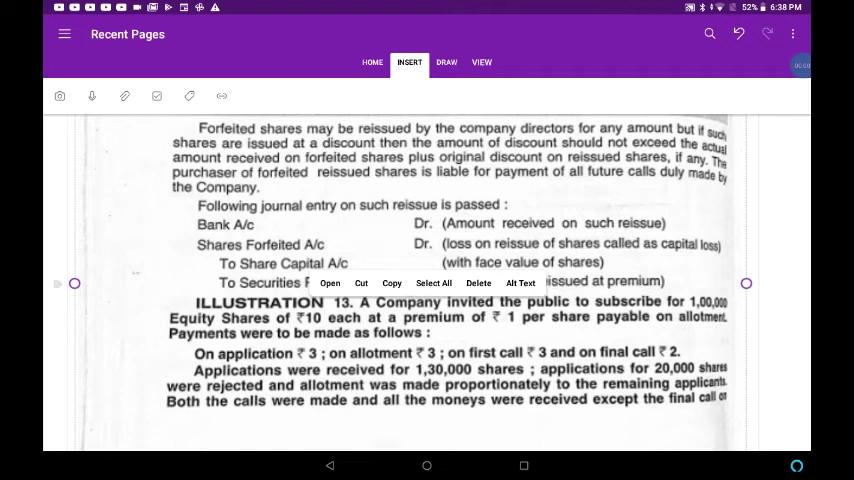 52% 6:38 PM
Recent Pages
00:00
HOME INSERT DRAW VIEW
Forfeited shares may be reissued by the company directors for any amount but if such
shares are issued at a discount then the amount of discount should not exceed the actual
amount received on forfeited shares plus original discount on reissued shares, if any. The
purchaser of forfeited reissued shares is liable for payment of all future calls duly made by
the Company.
Following journal entry on such reissue is passed :
Bank A/c Dr. (Amount received on such reissue)
Shares Forfeited A/c Dr. (loss on reissue of shares called as capital loss)
To Share Capital A/c (with face value of shares)
To Securities issued at premium)
Open Cut Copy Select All Delete Alt Text
ILLUSTRATION 13. A Company invited the public to subscribe for 1,00,000
Equity Shares of ₹10 each at a premium of ₹ 1 per share payable on allotment.
Payments were to be made as follows :
On application ₹ 3 ; on allotment ₹ 3 ; on first call ₹ 3 and on final call ₹ 2.
Applications were received for 1,30,000 shares ; applications for 20,000 shares
were rejected and allotment was made proportionately to the remaining applicants.
Both the calls were made and all the moneys were received except the final call on